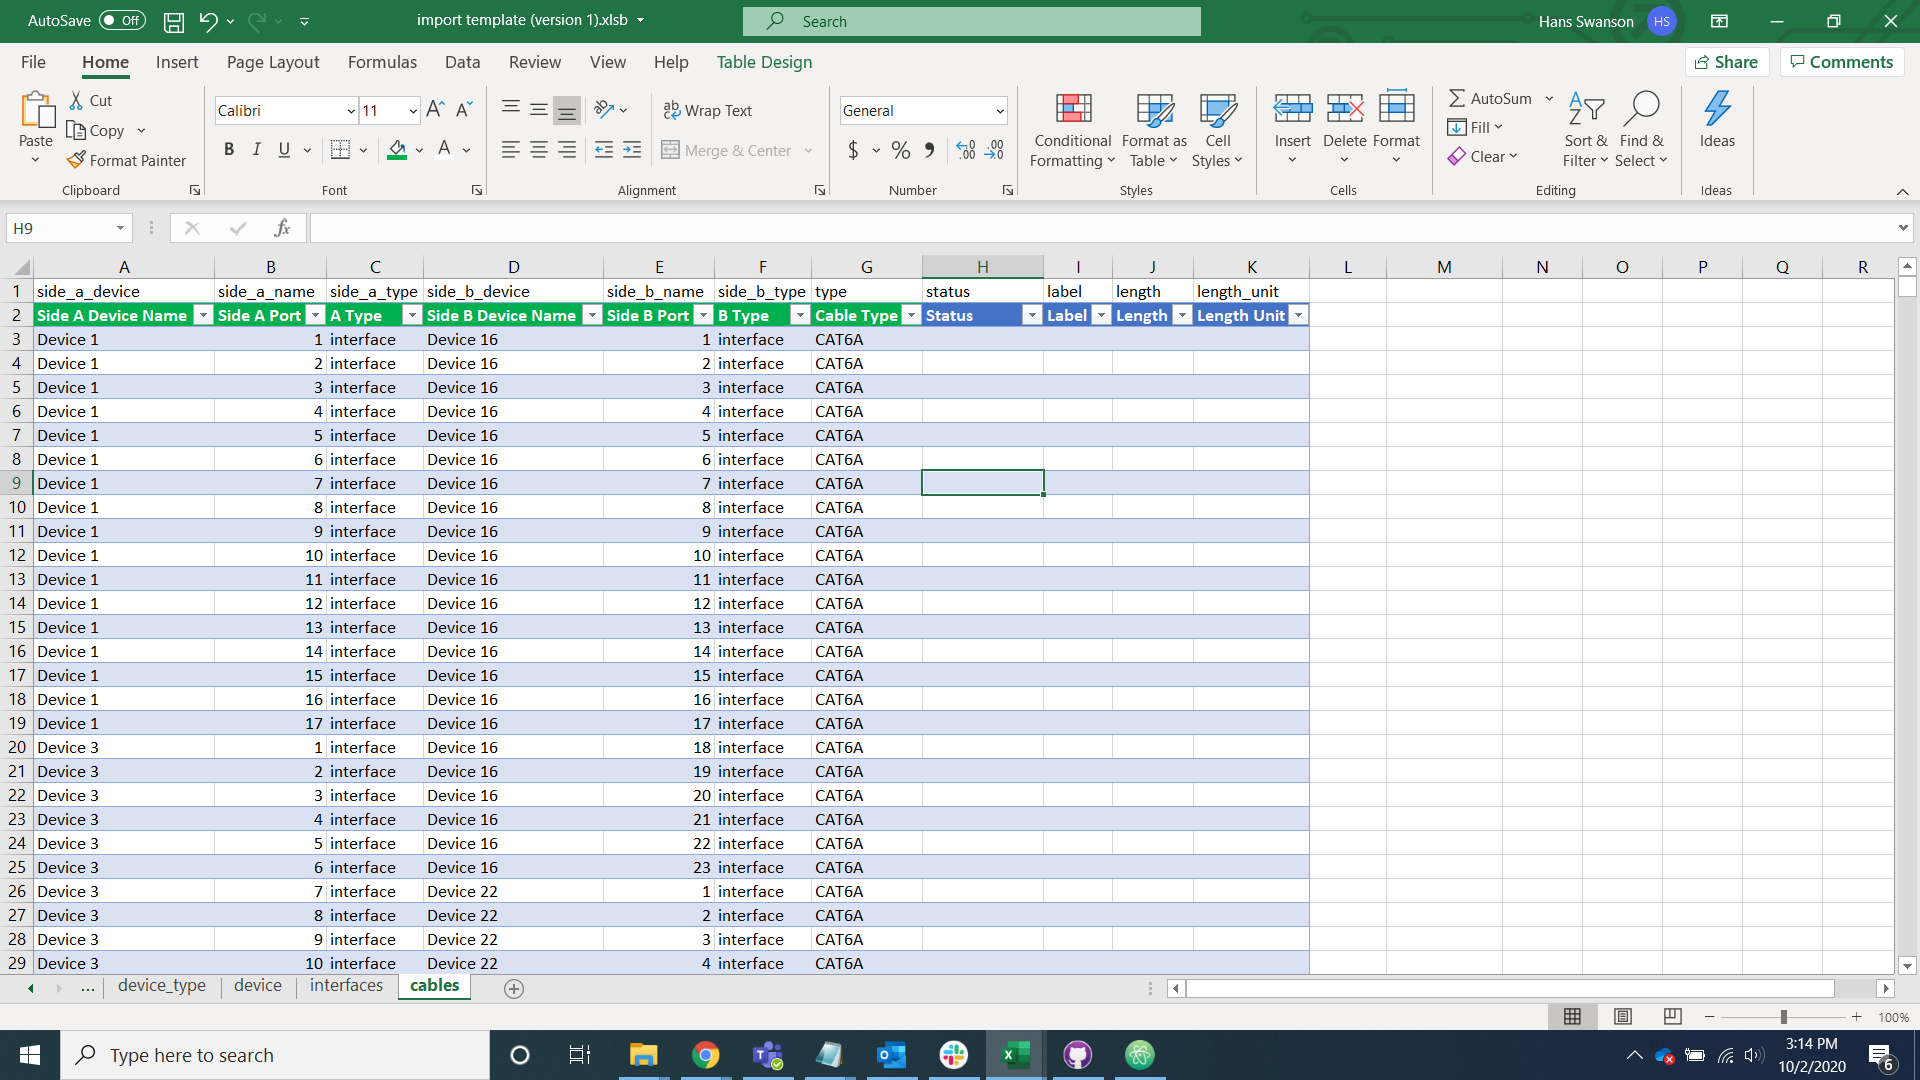 AutoSave Off import template (version 1).xlsb Search Hans Swanson HS
File Home Insert Page Layout Formulas Data Review View Help Table Design Share Comments
Paste Cut Copy Format Painter Clipboard
Calibri 11 B I U A Font
Wrap Text Merge & Center Alignment
General $ % Number
Conditional Formatting Format as Table Cell Styles Styles
Insert Delete Format Cells
AutoSum Fill Clear Sort & Filter Find & Select Editing
Ideas Ideas
H9 fx
A B C D E F G H I J K L M N O P Q R
1 side_a_device side_a_name side_a_type side_b_device side_b_name side_b_type type status label length length_unit
2 Side A Device Name Side A Port A Type Side B Device Name Side B Port B Type Cable Type Status Label Length Length Unit
3 Device 1 1 interface Device 16 1 interface CAT6A
4 Device 1 2 interface Device 16 2 interface CAT6A
5 Device 1 3 interface Device 16 3 interface CAT6A
6 Device 1 4 interface Device 16 4 interface CAT6A
7 Device 1 5 interface Device 16 5 interface CAT6A
8 Device 1 6 interface Device 16 6 interface CAT6A
9 Device 1 7 interface Device 16 7 interface CAT6A
10 Device 1 8 interface Device 16 8 interface CAT6A
11 Device 1 9 interface Device 16 9 interface CAT6A
12 Device 1 10 interface Device 16 10 interface CAT6A
13 Device 1 11 interface Device 16 11 interface CAT6A
14 Device 1 12 interface Device 16 12 interface CAT6A
15 Device 1 13 interface Device 16 13 interface CAT6A
16 Device 1 14 interface Device 16 14 interface CAT6A
17 Device 1 15 interface Device 16 15 interface CAT6A
18 Device 1 16 interface Device 16 16 interface CAT6A
19 Device 1 17 interface Device 16 17 interface CAT6A
20 Device 3 1 interface Device 16 18 interface CAT6A
21 Device 3 2 interface Device 16 19 interface CAT6A
22 Device 3 3 interface Device 16 20 interface CAT6A
23 Device 3 4 interface Device 16 21 interface CAT6A
24 Device 3 5 interface Device 16 22 interface CAT6A
25 Device 3 6 interface Device 16 23 interface CAT6A
26 Device 3 7 interface Device 22 1 interface CAT6A
27 Device 3 8 interface Device 22 2 interface CAT6A
28 Device 3 9 interface Device 22 3 interface CAT6A
29 Device 3 10 interface Device 22 4 interface CAT6A
... device_type device interfaces cables
100%
Type here to search 3:14 PM
10/2/2020 6